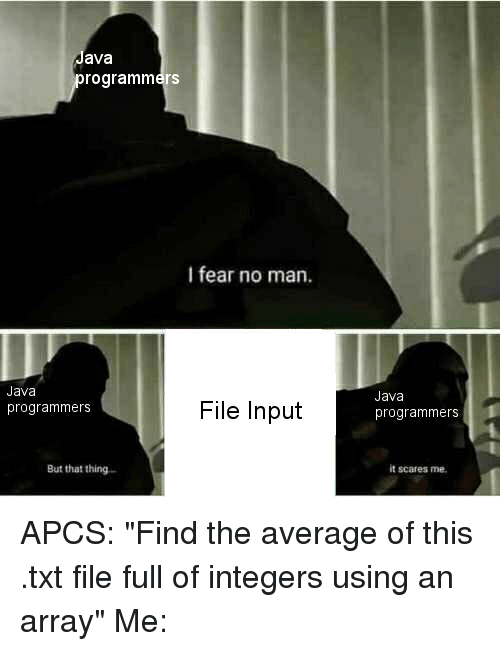 Java
programmers
I fear no man.
Java
programmers
But that thing...
File Input
Java
programmers
it scares me.
APCS: "Find the average of this
.txt file full of integers using an
array" Me: